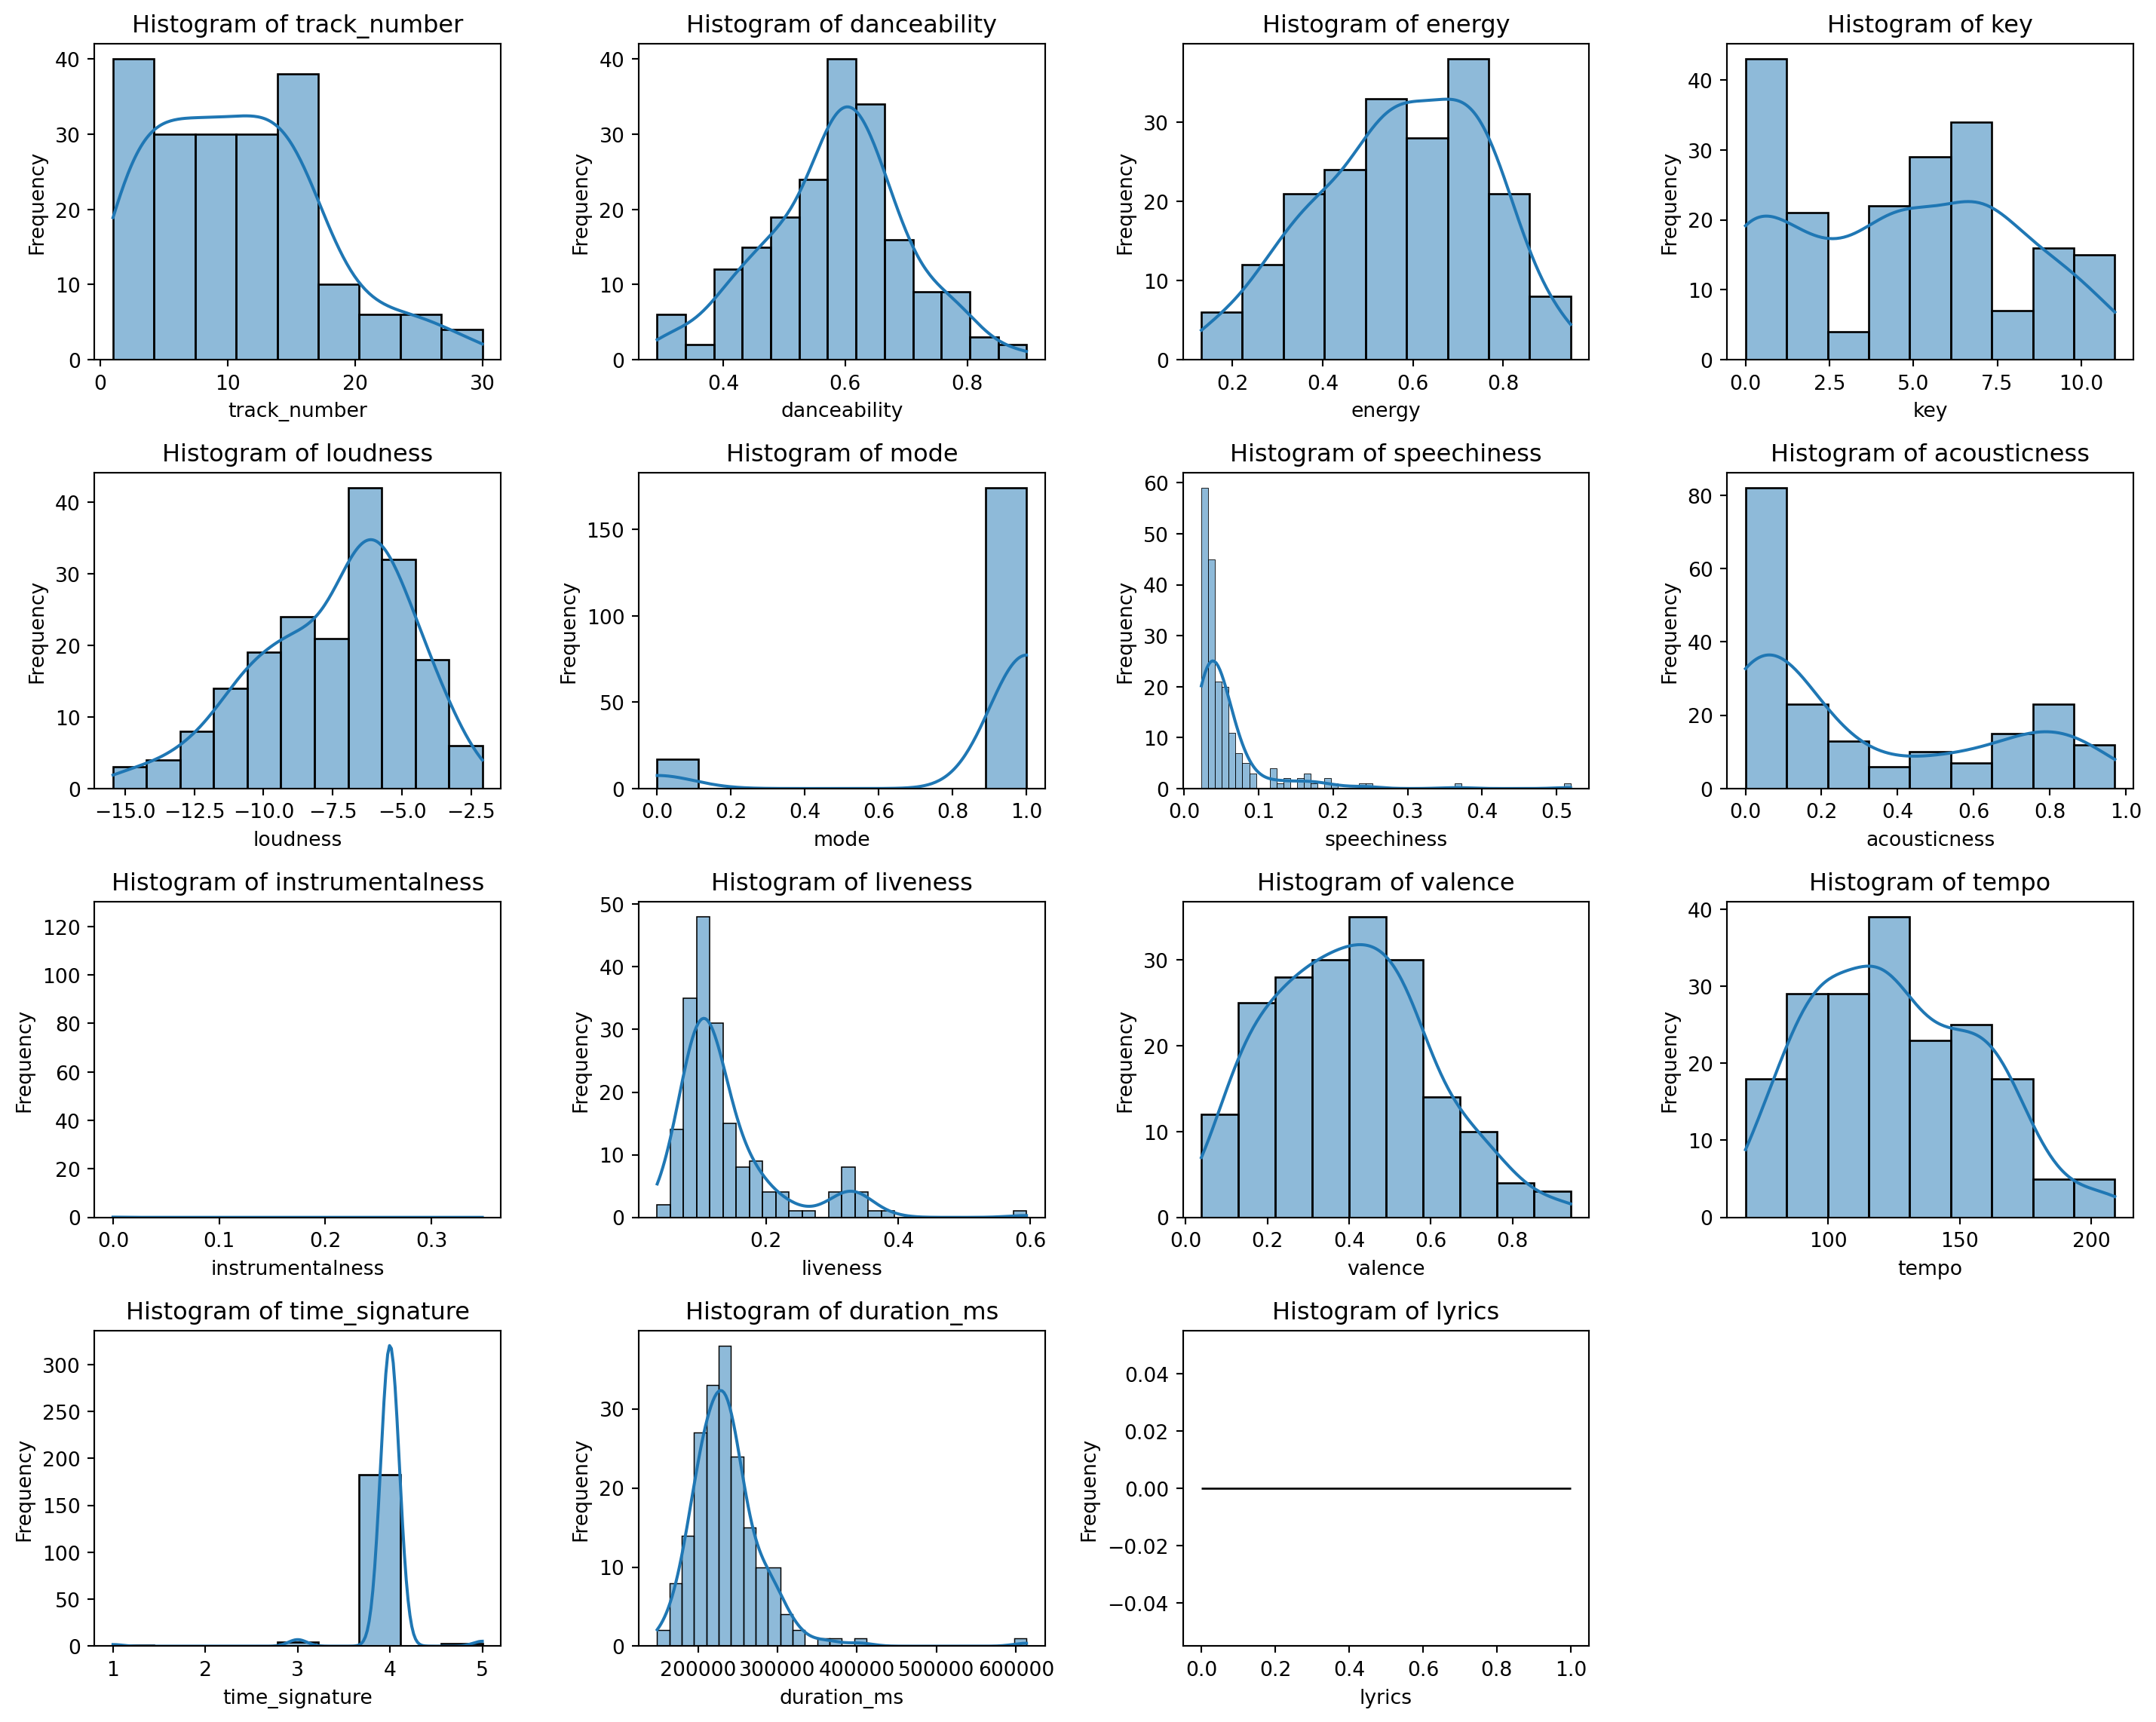 Histogram of track_number
40
30
20
10
0
Frequency
0 10 20 30
track_number
Histogram of danceability
40
30
20
10
0
Frequency
0.4 0.6 0.8
danceability
Histogram of energy
30
20
10
0
Frequency
0.2 0.4 0.6 0.8
energy
Histogram of key
40
30
20
10
0
Frequency
0.0 2.5 5.0 7.5 10.0
key
Histogram of loudness
40
30
20
10
0
Frequency
−15.0 −12.5 −10.0 −7.5 −5.0 −2.5
loudness
Histogram of mode
150
100
50
0
Frequency
0.0 0.2 0.4 0.6 0.8 1.0
mode
Histogram of speechiness
60
50
40
30
20
10
0
Frequency
0.0 0.1 0.2 0.3 0.4 0.5
speechiness
Histogram of acousticness
80
60
40
20
0
Frequency
0.0 0.2 0.4 0.6 0.8 1.0
acousticness
Histogram of instrumentalness
120
100
80
60
40
20
0
Frequency
0.0 0.1 0.2 0.3
instrumentalness
Histogram of liveness
50
40
30
20
10
0
Frequency
0.2 0.4 0.6
liveness
Histogram of valence
30
20
10
0
Frequency
0.0 0.2 0.4 0.6 0.8
valence
Histogram of tempo
40
30
20
10
0
Frequency
100 150 200
tempo
Histogram of time_signature
300
250
200
150
100
50
0
Frequency
1 2 3 4 5
time_signature
Histogram of duration_ms
30
20
10
0
Frequency
200000 300000 400000 500000 600000
duration_ms
Histogram of lyrics
0.04
0.02
0.00
−0.02
−0.04
Frequency
0.0 0.2 0.4 0.6 0.8 1.0
lyrics